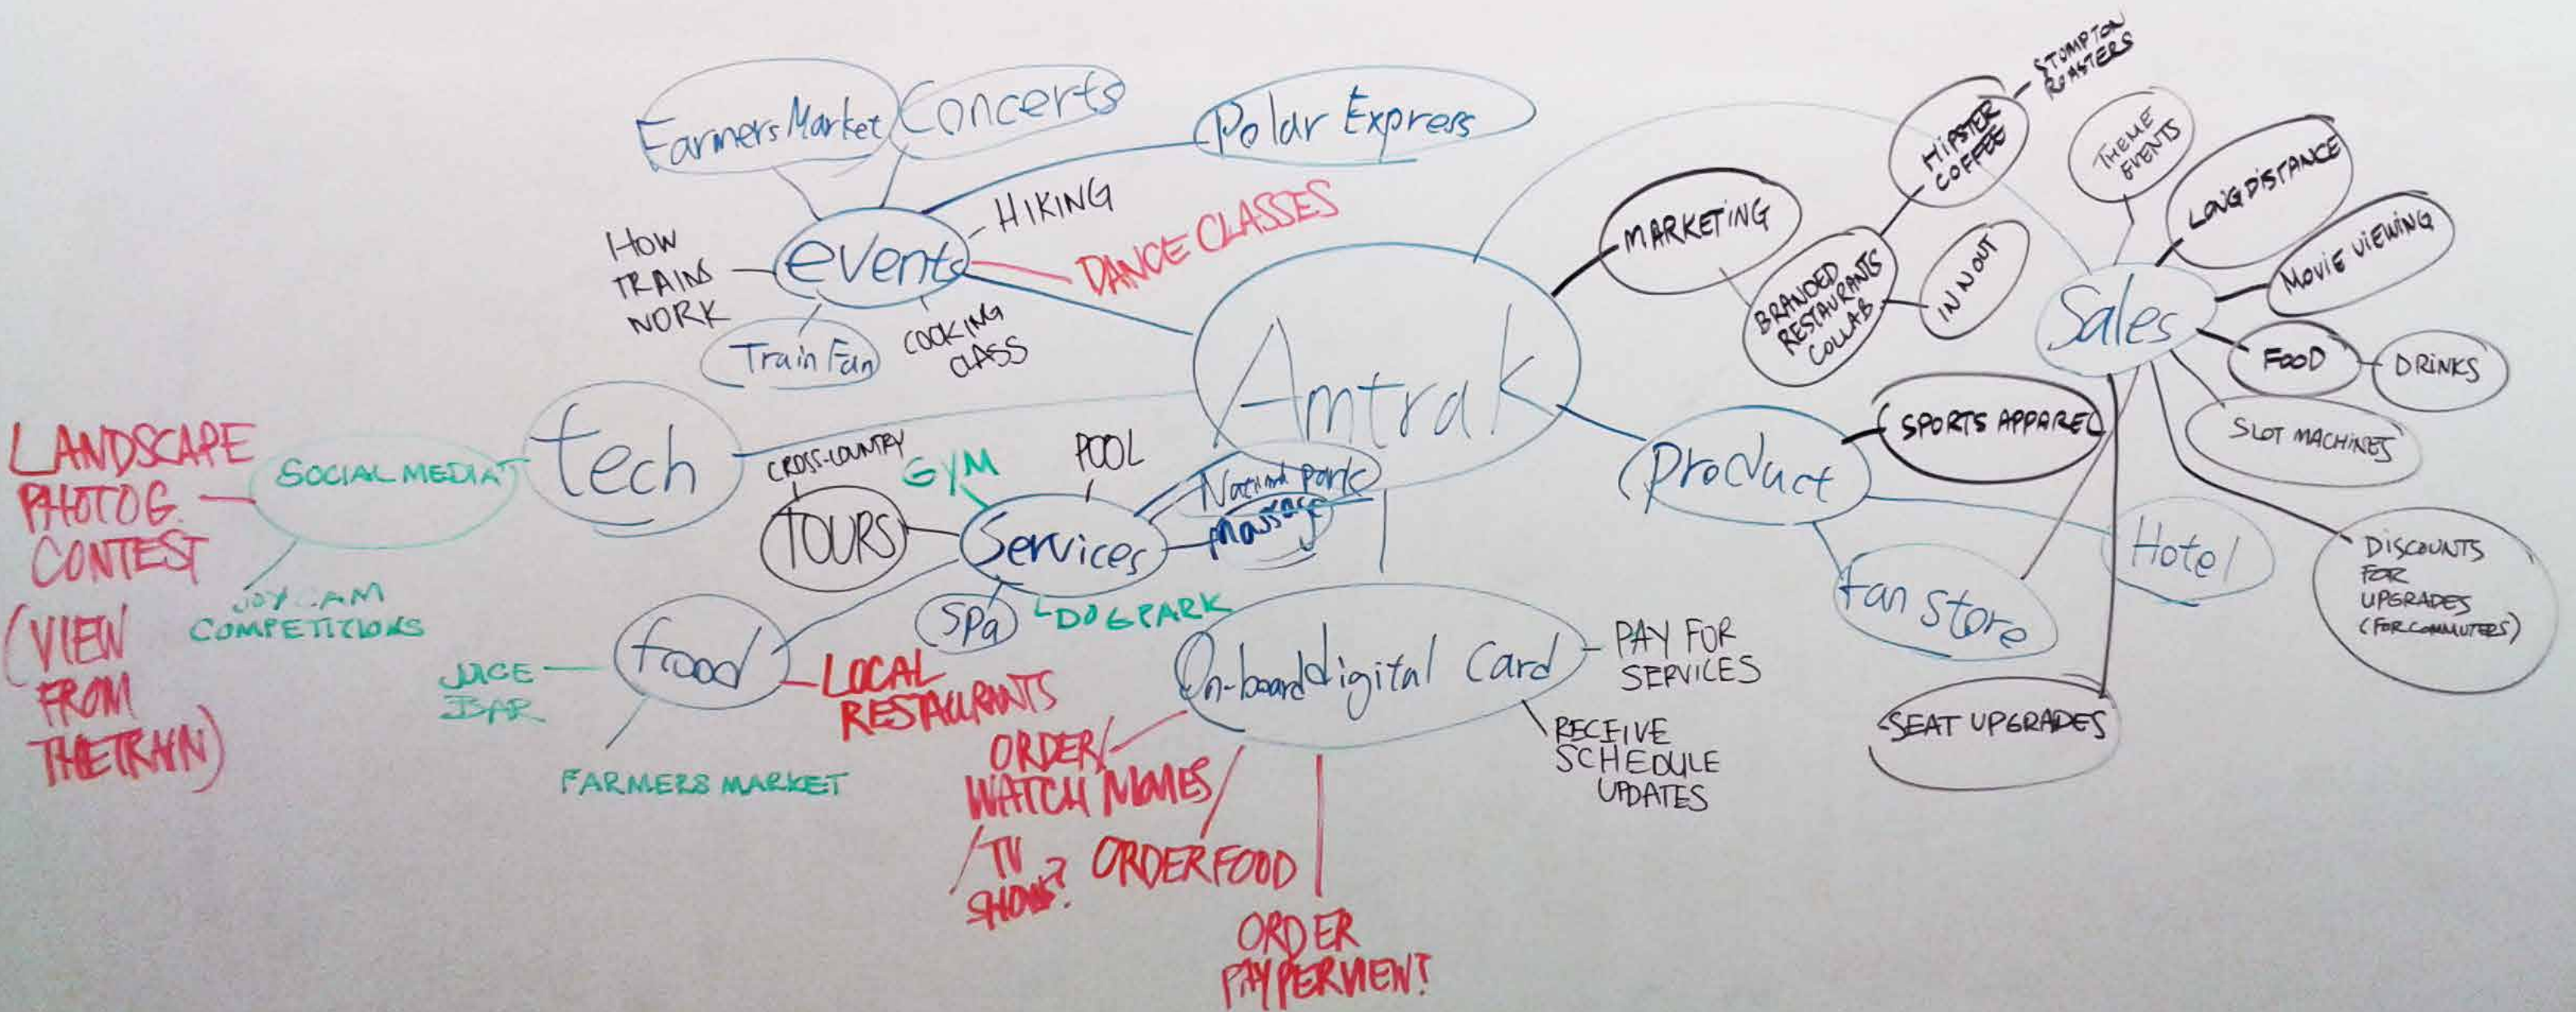 Farmers Market
Concerts
Polar Express
HIKING
DANCE CLASSES
HOW
TRAINS
WORK
events
Train Fan
COOKING
CLASS
Amtrak
MARKETING
BRANDED
RESTAURANTS
COLLAB
HIPSTER
COFFEE
STOMPTON
ROASTERS
IN N OUT
THEME
EVENTS
LONG DISTANCE
MOVIE VIEWING
Sales
FOOD
DRINKS
SLOT MACHINES
DISCOUNTS
FOR
UPGRADES
(FOR COMMUTERS)
SEAT UPGRADES
Product
SPORTS APPAREL
Hotel
fan Store
tech
SOCIAL MEDIA
LANDSCAPE
PHOTOG.
CONTEST
(VIEW
FROM
THE TRAIN)
CAM
COMPETITIONS
CROSS-COUNTRY
TOURS
GYM
POOL
National park
massage
Services
Spa
DOG PARK
food
JUICE
BAR
FARMERS MARKET
LOCAL
RESTAURANTS
On-board digital Card
PAY FOR
SERVICES
RECEIVE
SCHEDULE
UPDATES
ORDER/
WATCH MOVIES
/TV
SHOWS?
ORDER FOOD
ORDER
PAY PER VIEW?